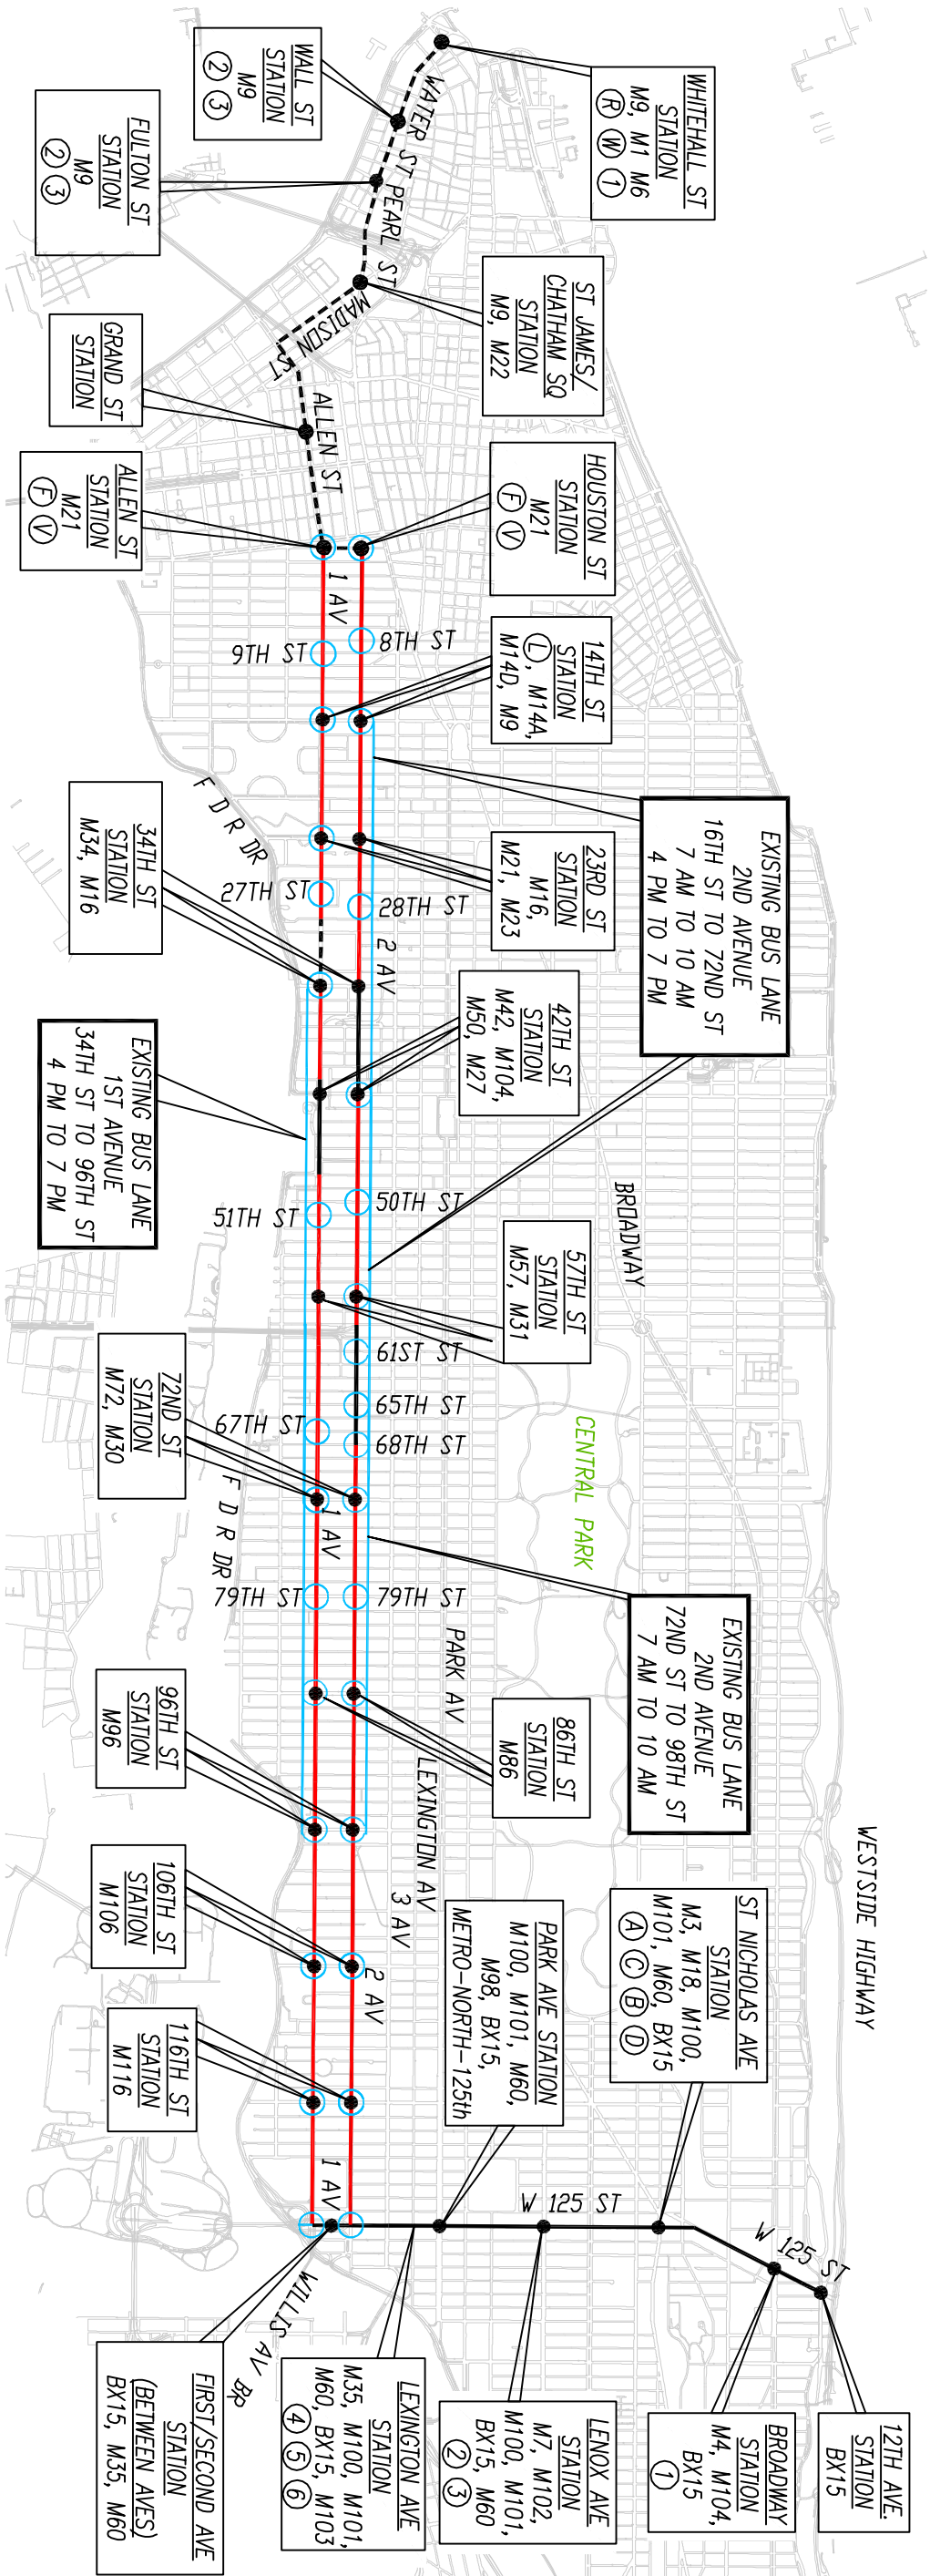 WHITEHALL ST
STATION
M9, M1 M6
R W 1
WALL ST
STATION
M9
2 3
FULTON ST
STATION
M9
2 3
WATER ST
PEARL ST
ST JAMES/
CHATHAM SQ
STATION
M9, M22
MADISON
ST
GRAND ST
STATION
ALLEN ST
ALLEN ST
STATION
M21
F V
HOUSTON ST
STATION
M21
F V
1 AV
9TH ST
8TH ST
14TH ST
STATION
L, M14A,
M14D, M9
EXISTING BUS LANE
2ND AVENUE
16TH ST TO 72ND ST
7 AM TO 10 AM
4 PM TO 7 PM
F D R DR
23RD ST
STATION
M16,
M21, M23
27TH ST
28TH ST
34TH ST
STATION
M34, M16
2 AV
42TH ST
STATION
M42, M104,
M50, M27
EXISTING BUS LANE
1ST AVENUE
34TH ST TO 96TH ST
4 PM TO 7 PM
51TH ST
50TH ST
BROADWAY
57TH ST
STATION
M57, M31
61ST ST
65TH ST
67TH ST
68TH ST
72ND ST
STATION
M72, M30
CENTRAL PARK
F D R DR
1 AV
79TH ST
79TH ST
EXISTING BUS LANE
2ND AVENUE
72ND ST TO 98TH ST
7 AM TO 10 AM
PARK AV
86TH ST
STATION
M86
96TH ST
STATION
M96
LEXINGTON AV
3 AV
WESTSIDE HIGHWAY
106TH ST
STATION
M106
2 AV
116TH ST
STATION
M116
PARK AVE STATION
M100, M101, M60,
M98, BX15,
METRO-NORTH-125th
ST NICHOLAS AVE
STATION
M3, M18, M100,
M101, M60, BX15
A C B D
1 AV
W 125 ST
W 125 ST
WILLIS AV BR
FIRST/SECOND AVE
STATION
(BETWEEN AVES)
BX15, M35, M60
LEXINGTON AVE
STATION
M35, M100, M101,
M60, BX15, M103
4 5 6
LENOX AVE
STATION
M7, M102,
M100, M101,
BX15, M60
2 3
BROADWAY
STATION
M4, M104,
BX15
1
12TH AVE.
STATION
BX15